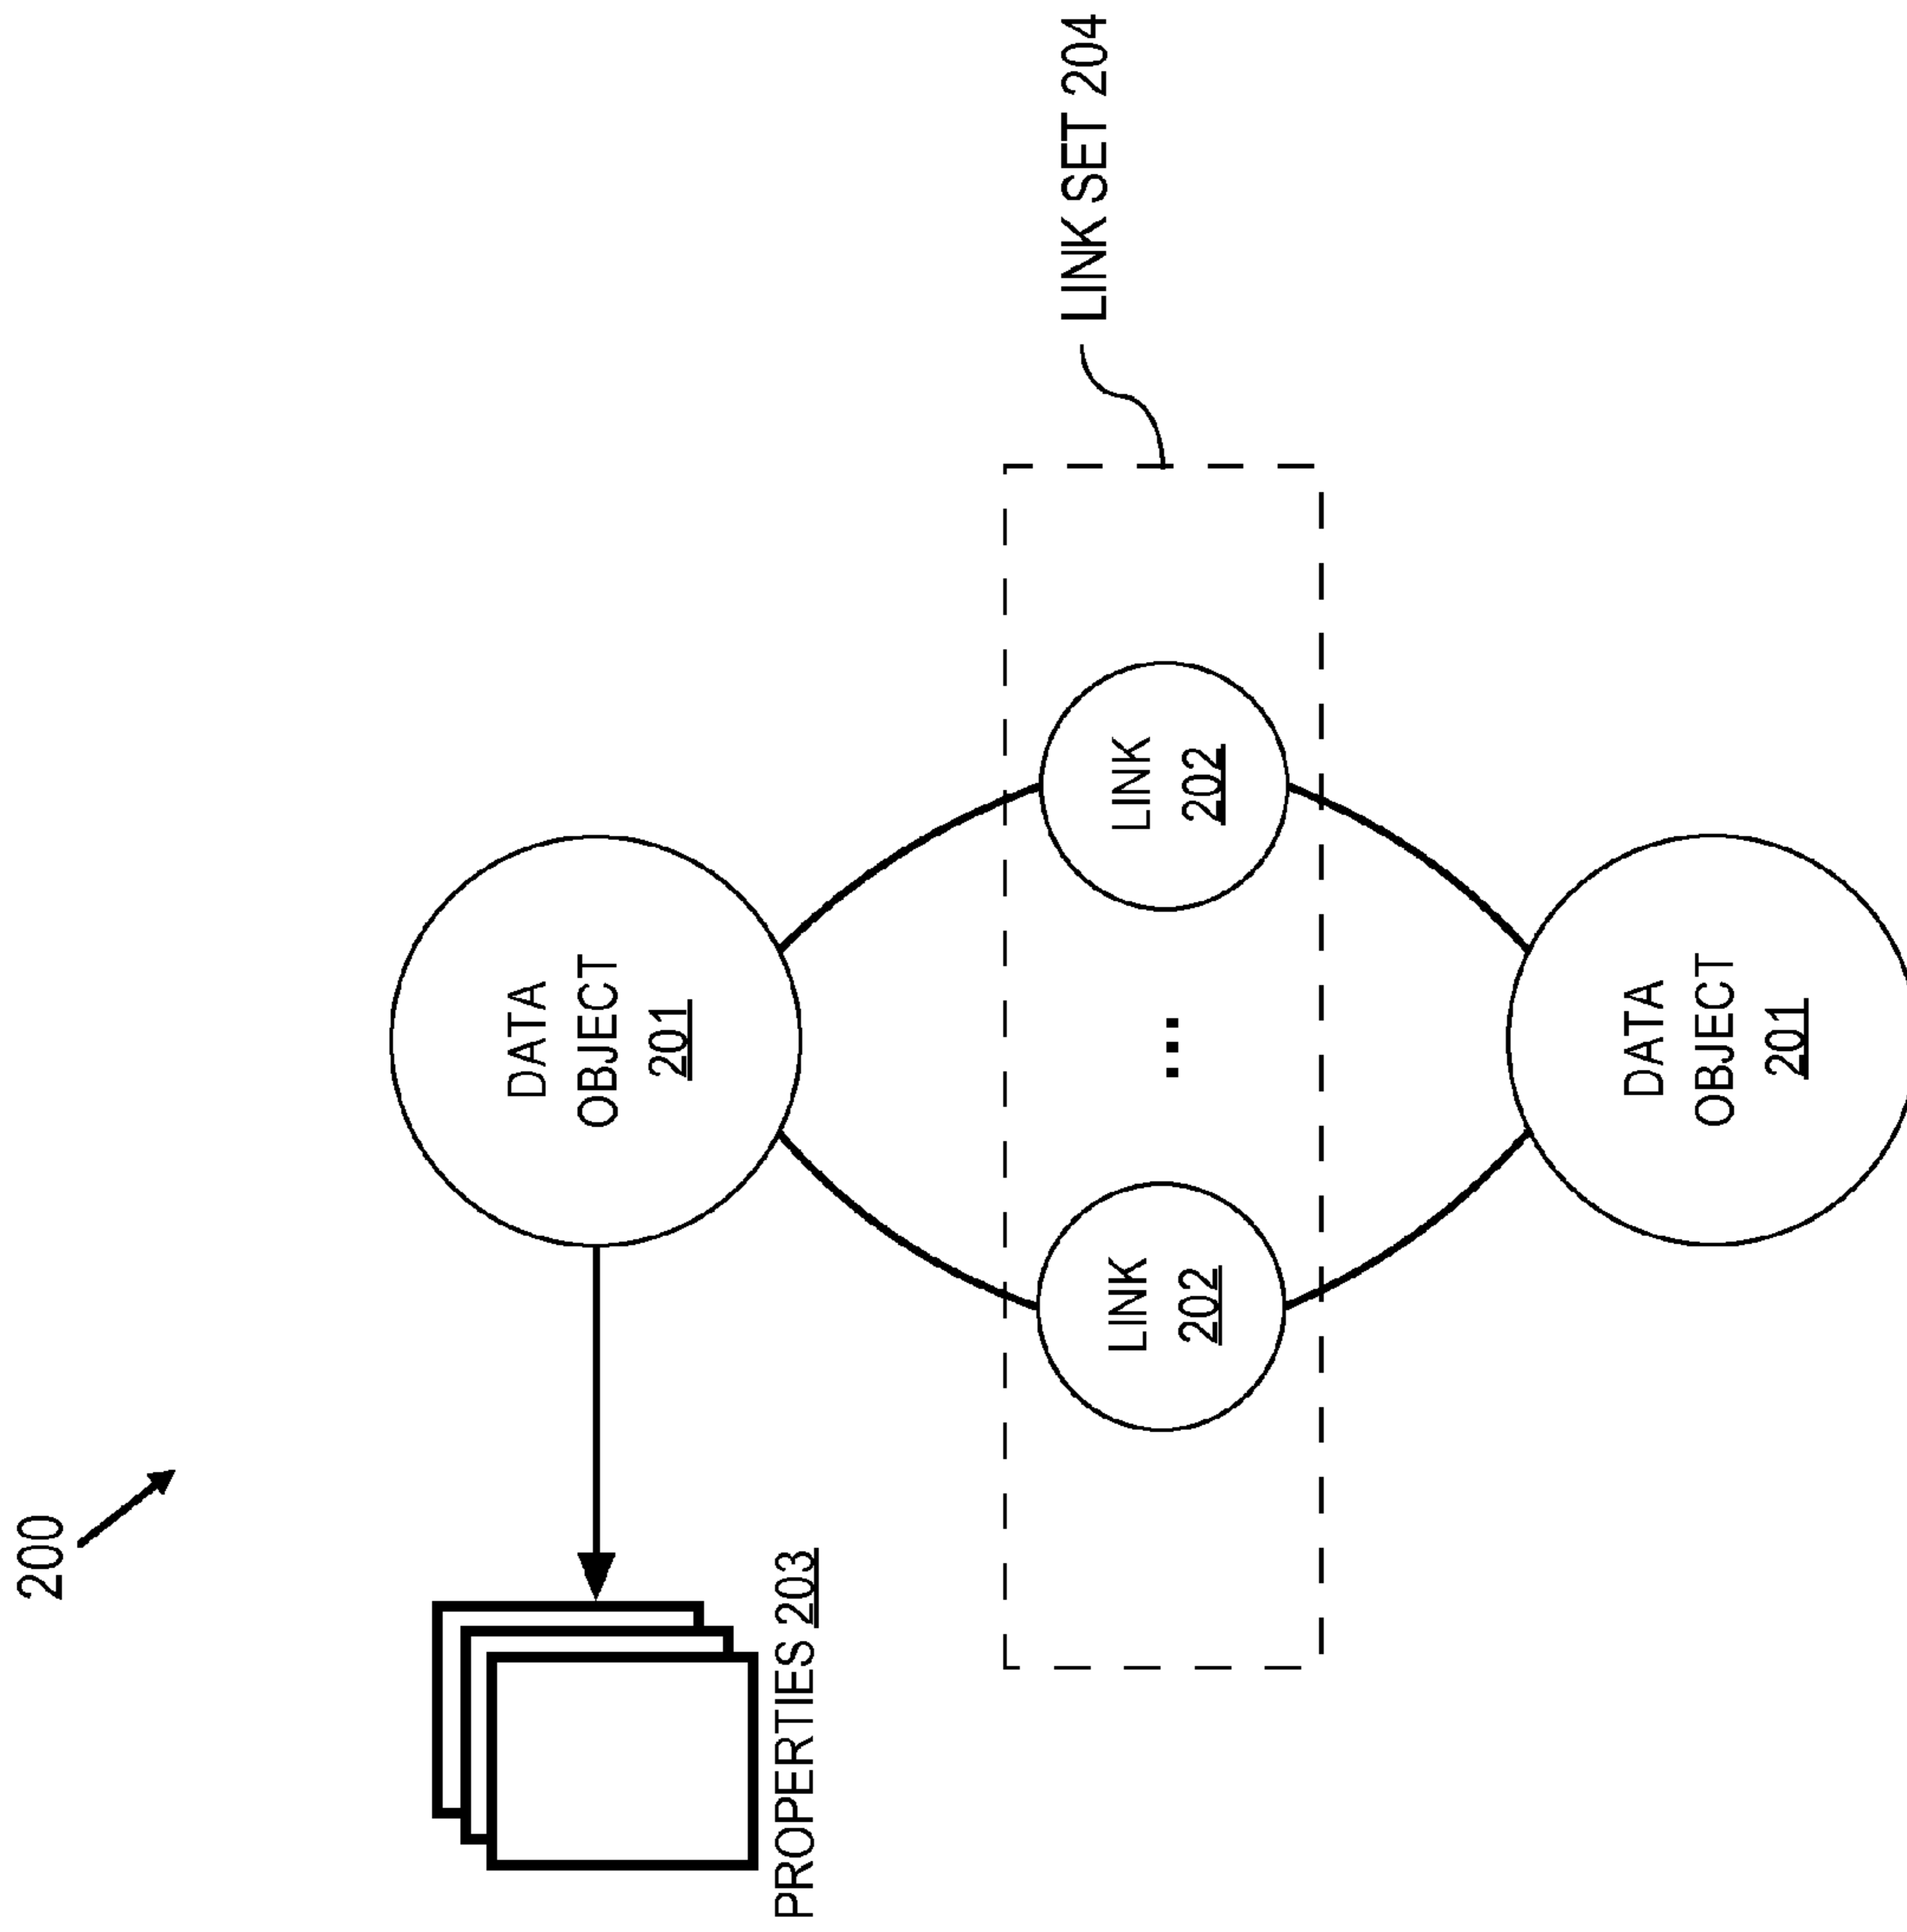 200
DATA
OBJECT
201
PROPERTIES 203
LINK
202
...
LINK
202
LINK SET 204
DATA
OBJECT
201